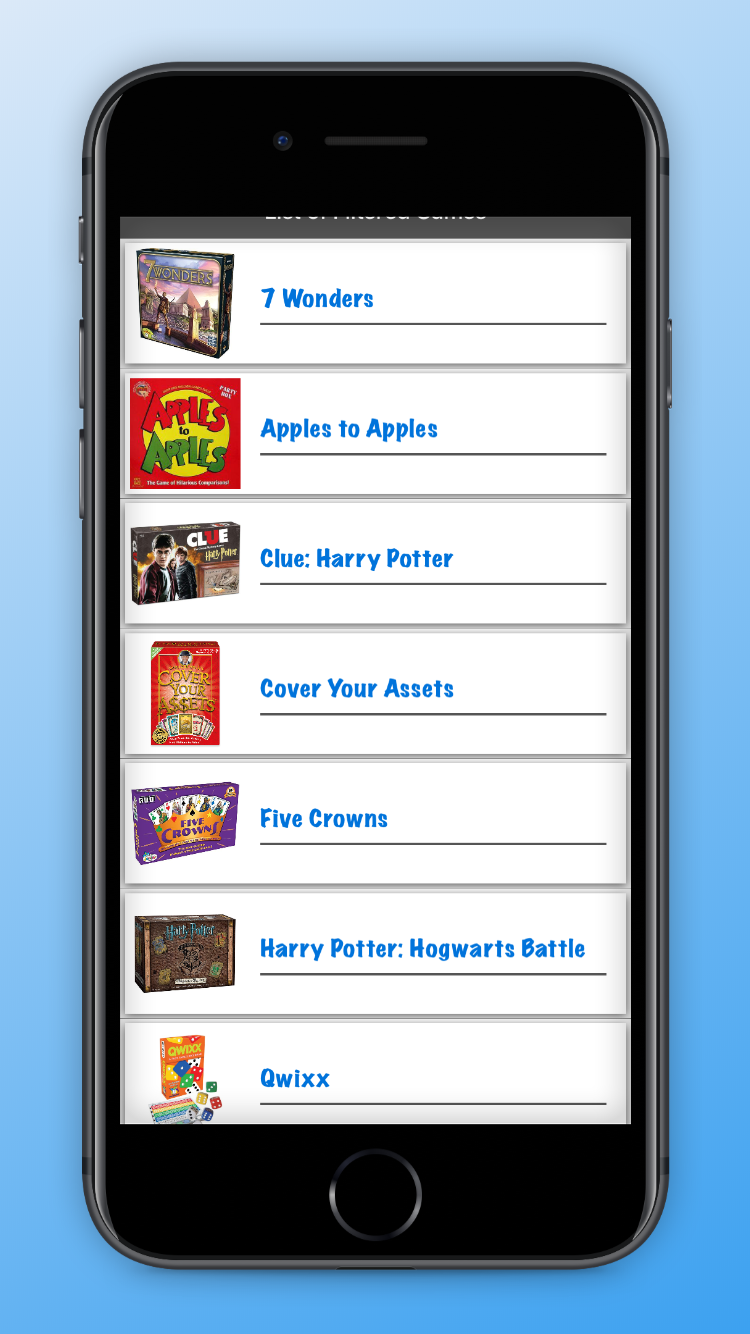 List of Filtered Games
7 WONDERS
7 Wonders
PARTY BOX
APPLES
to
APPLES
The Game of Hilarious Comparisons!
Apples to Apples
CLUE
Harry Potter
Clue: Harry Potter
COVER
YOUR
ASSETS
Cover Your Assets
FIVE
CROWNS
Five Crowns
Harry Potter
Harry Potter: Hogwarts Battle
QWIXX
Qwixx